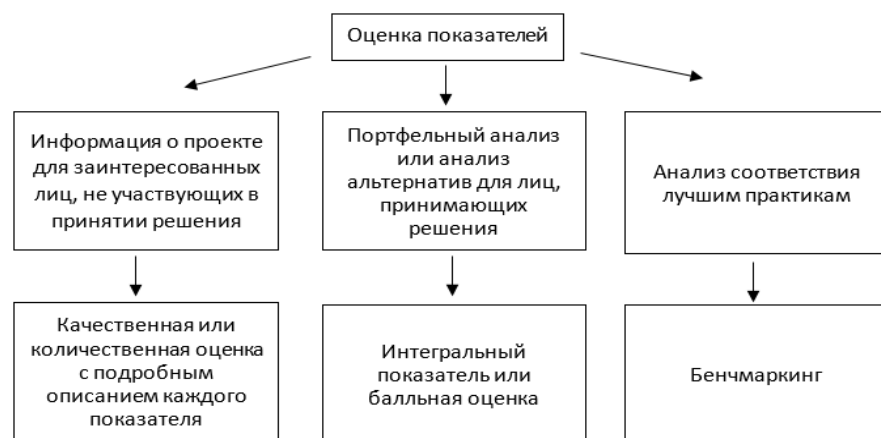 Оценка показателей
Информация о проекте
для заинтересованных
лиц, не участвующих в
принятии решения
Портфельный анализ
или анализ
альтернатив для лиц,
принимающих
решения
Анализ соответствия
лучшим практикам
Качественная или
количественная оценка
с подробным
описанием каждого
показателя
Интегральный
показатель или
балльная оценка
Бенчмаркинг